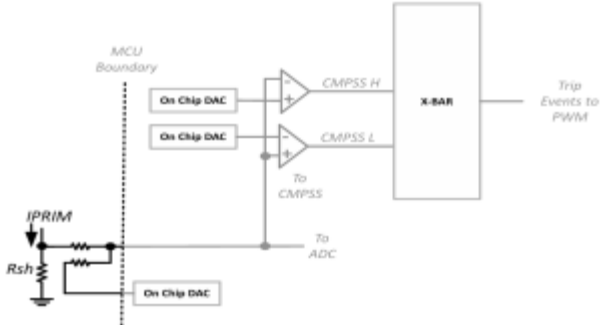 MCU
Boundary
On Chip DAC
-
+
CMPSS H
X-BAR
Trip
Events to
PWM
On Chip DAC
-
+
CMPSS L
To
CMPSS
IPRIM
To
ADC
Rsh
On Chip DAC